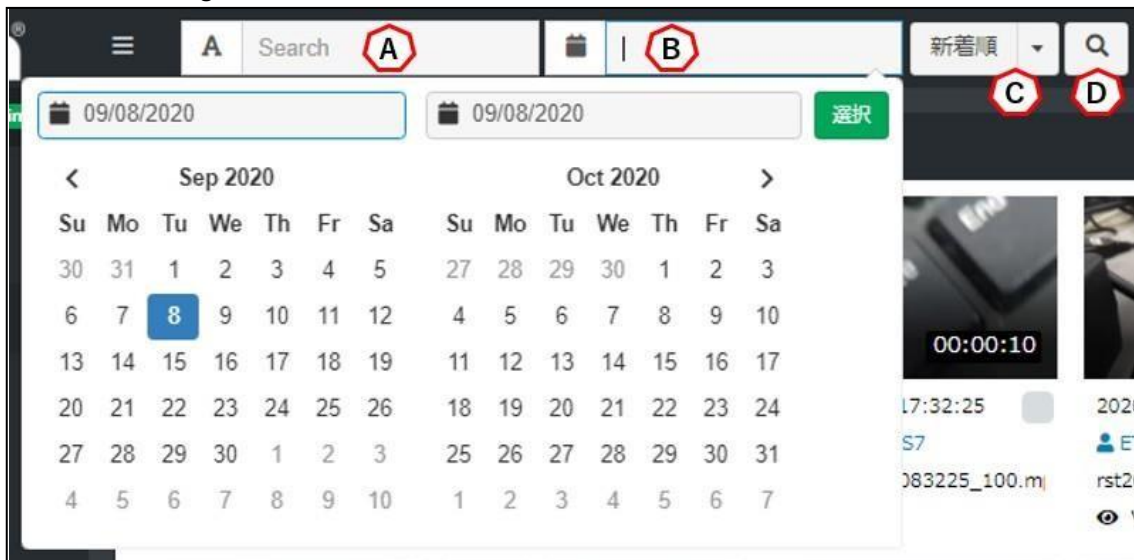 ®
A Search A B 新着順 C D
09/08/2020 09/08/2020 選択
Sep 2020 Oct 2020
Su Mo Tu We Th Fr Sa Su Mo Tu We Th Fr Sa
30 31 1 2 3 4 5 27 28 29 30 1 2 3
6 7 8 9 10 11 12 4 5 6 7 8 9 10
13 14 15 16 17 18 19 11 12 13 14 15 16 17
20 21 22 23 24 25 26 18 19 20 21 22 23 24
27 28 29 30 1 2 3 25 26 27 28 29 30 31
4 5 6 7 8 9 10 1 2 3 4 5 6 7
End
00:00:10
17:32:25 202
S7 E
083225_100.m rst2